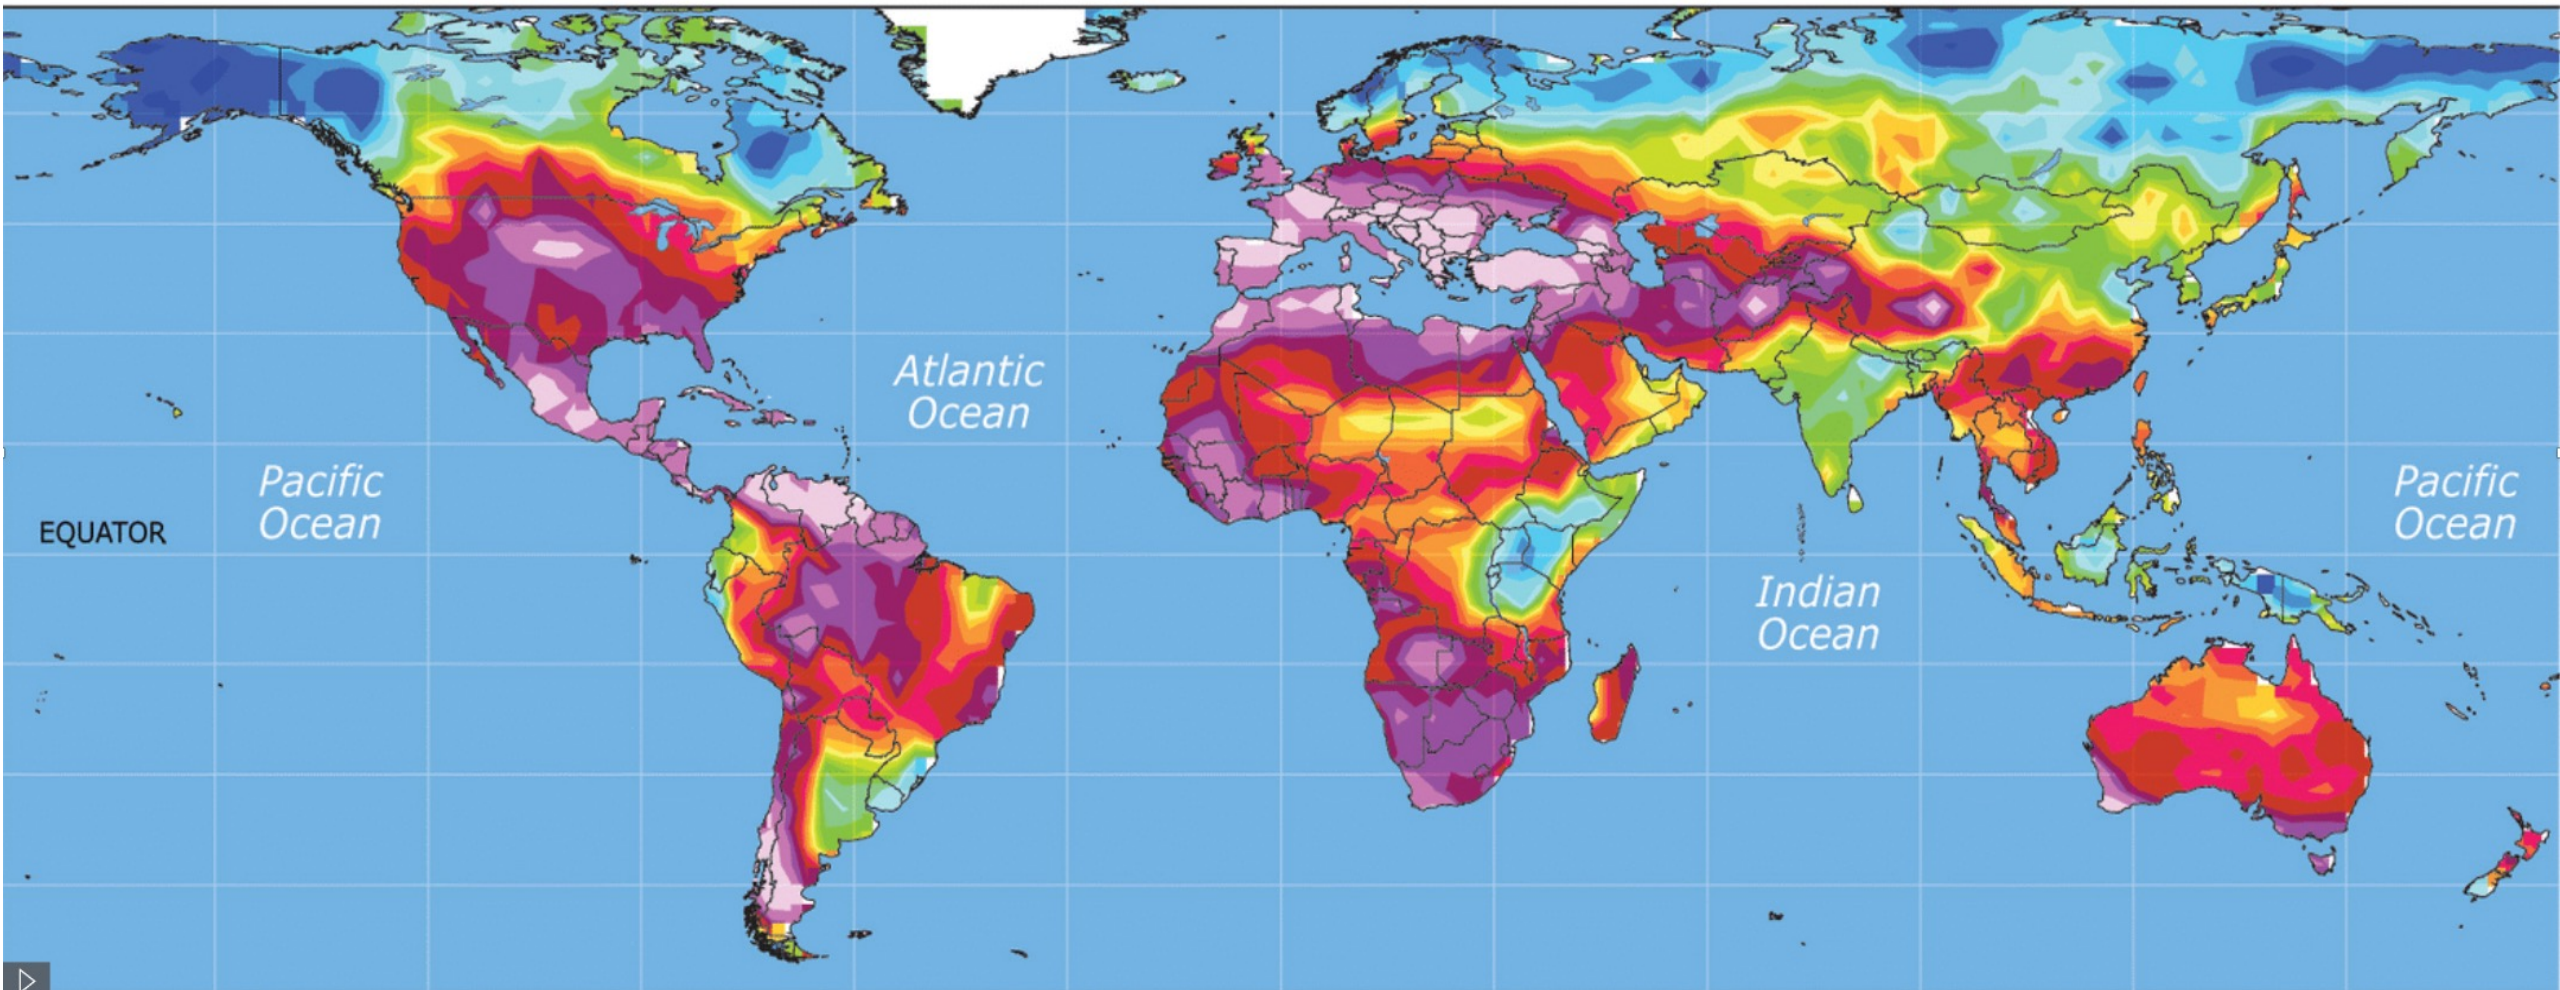 Atlantic
Ocean
Pacific
Ocean
EQUATOR
Pacific
Ocean
Indian
Ocean